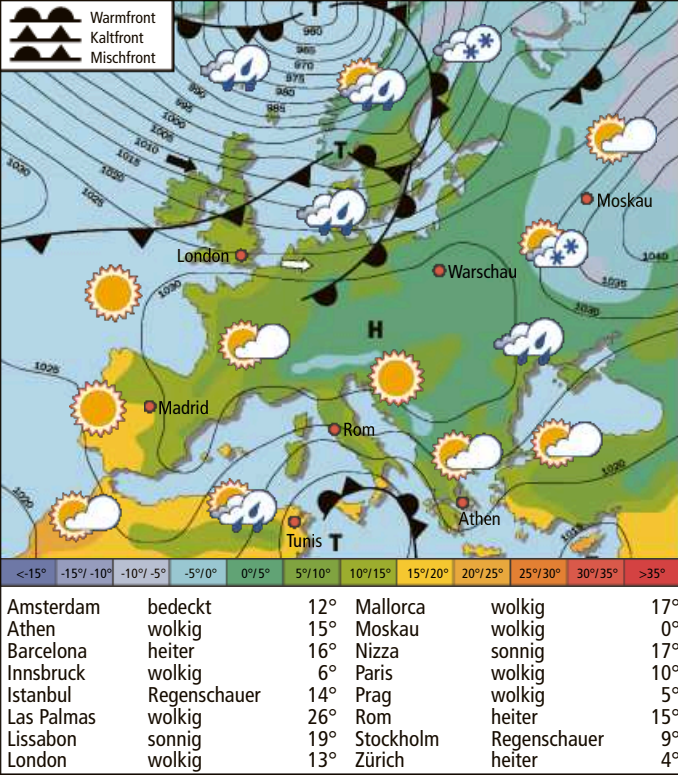 Warmfront
Kaltfront
Mischfront
T
960
965
970
975
980
985
990
995
1000
1005
1010
1015
1020
1025
1030
T
Moskau
London
Warschau
1040
1035
1030
1030
H
1025
Madrid
Rom
1020
1020
Athen
Tunis
T
1015
<-15° -15°/-10° -10°/-5° -5°/0° 0°/5° 5°/10° 10°/15° 15°/20° 20°/25° 25°/30° 30°/35° >35°
Amsterdam bedeckt 12° Mallorca wolkig 17°
Athen wolkig 15° Moskau wolkig 0°
Barcelona heiter 16° Nizza sonnig 17°
Innsbruck wolkig 6° Paris wolkig 10°
Istanbul Regenschauer 14° Prag wolkig 5°
Las Palmas wolkig 26° Rom heiter 15°
Lissabon sonnig 19° Stockholm Regenschauer 9°
London wolkig 13° Zürich heiter 4°